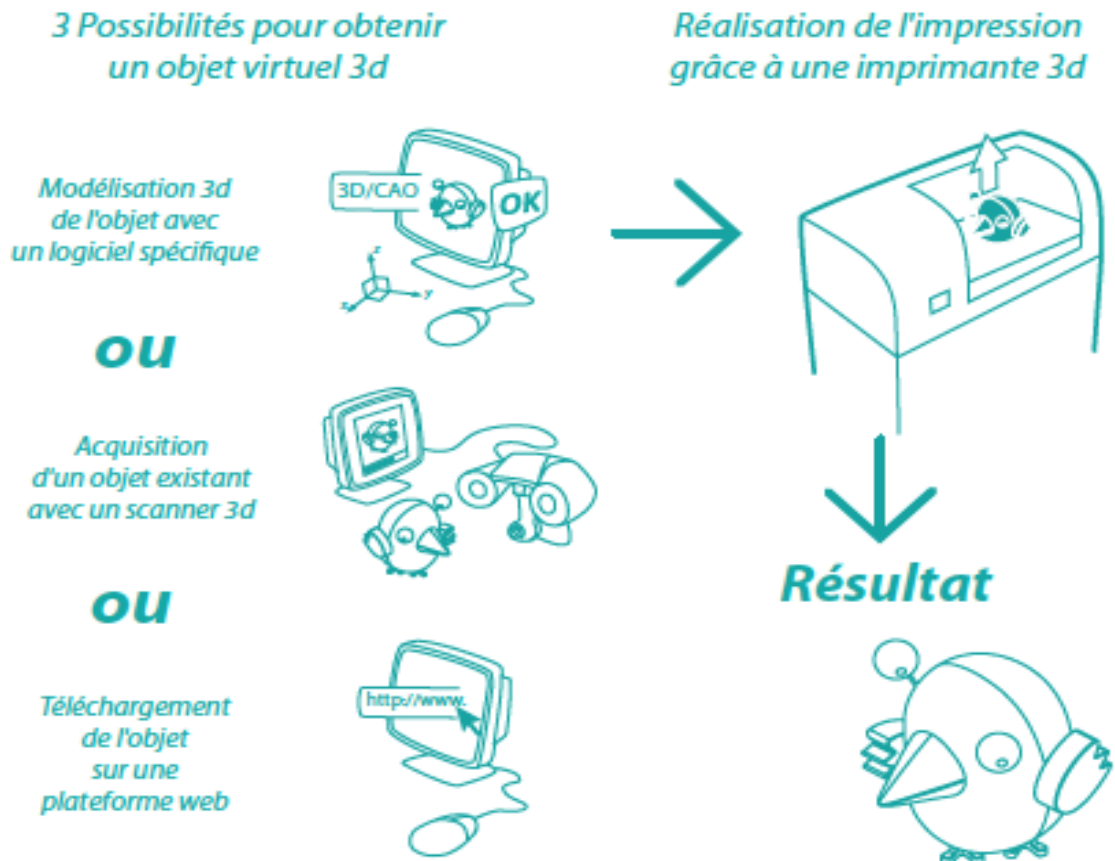 3 Possibilités pour obtenir
un objet virtuel 3d
Réalisation de l'impression
grâce à une imprimante 3d
Modélisation 3d
de l'objet avec
un logiciel spécifique
3D/CAO
OK
z
y
x
ou
Acquisition
d'un objet existant
avec un scanner 3d
ou
Téléchargement
de l'objet
sur une
plateforme web
http://www.
Résultat